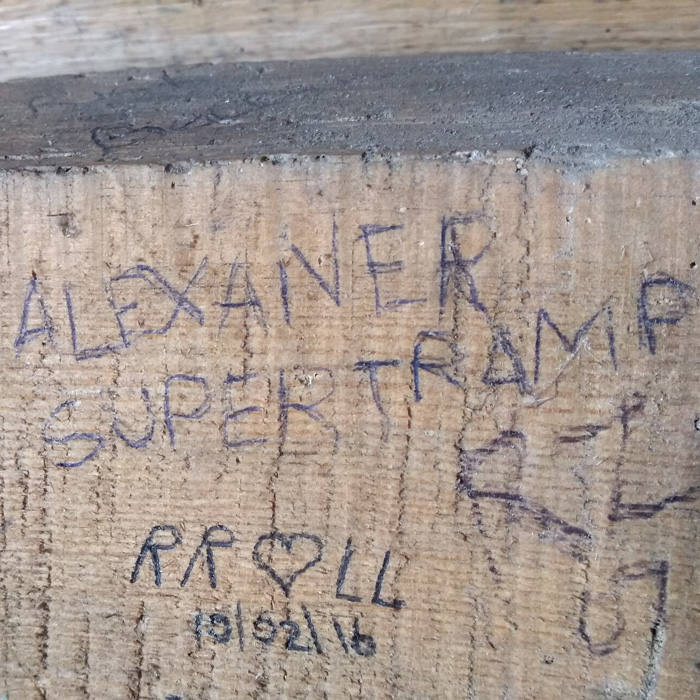 ALEXANER
SUPERTRAMP
RR ♡ LL
10/02/16